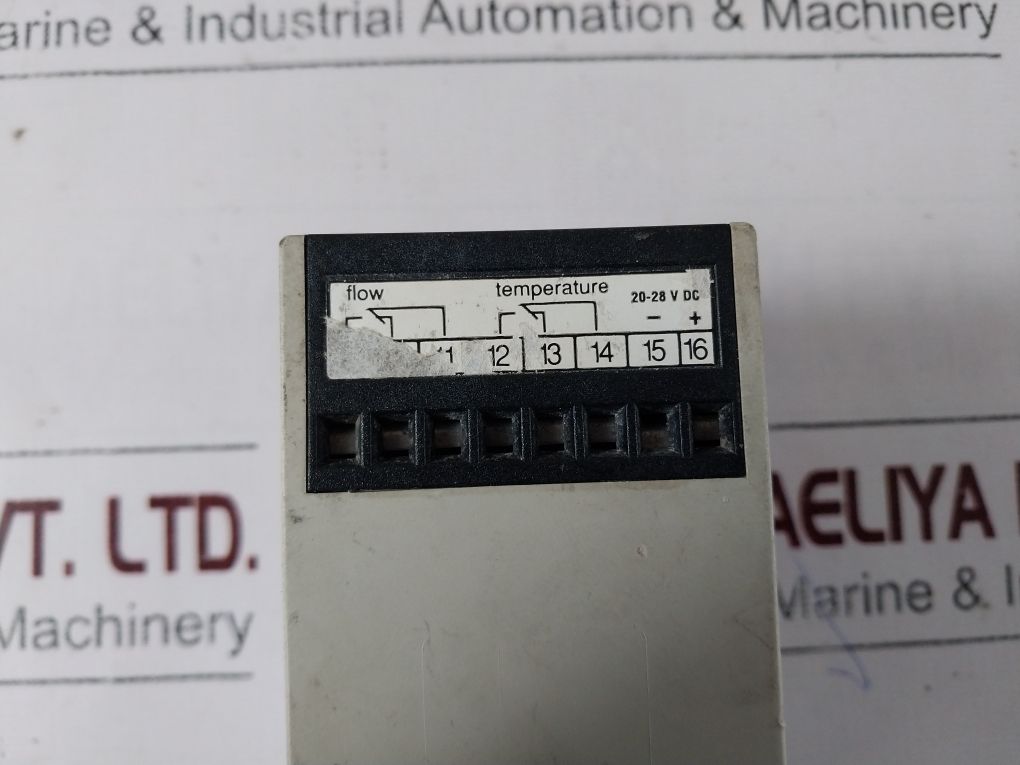 arine & Industrial Automation & Machinery
flow temperature 20-28 V DC
− +
11 12 13 14 15 16
VT. LTD.
Machinery
AELIYA
Marine & I